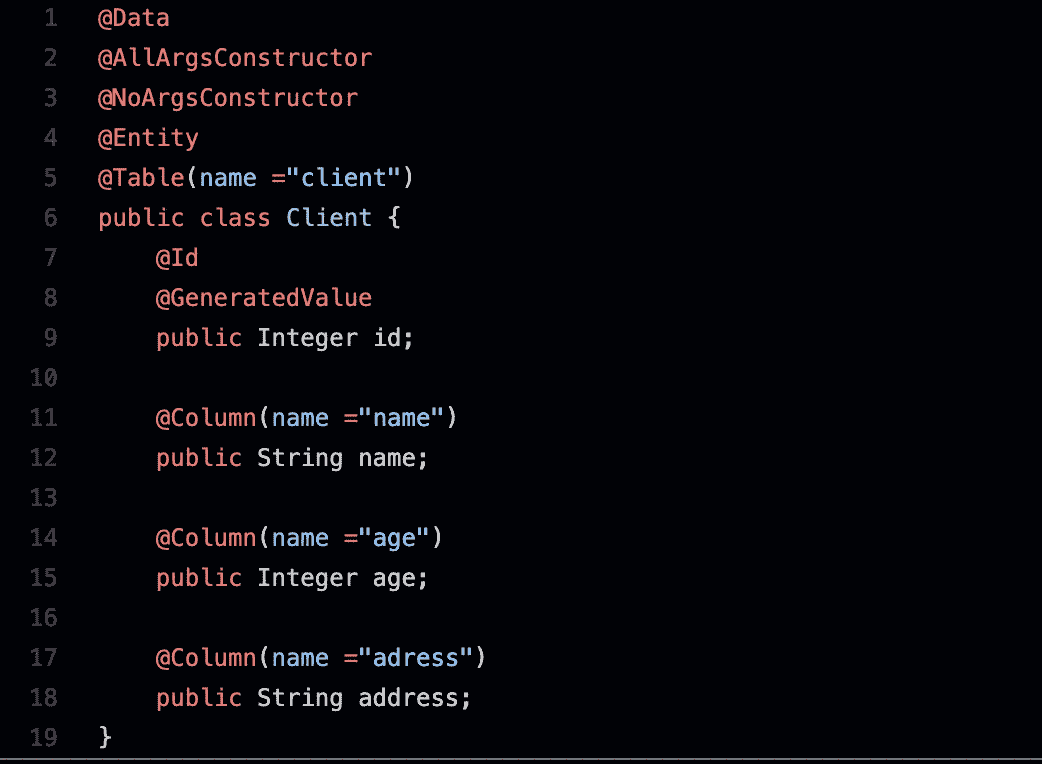 1 @Data
2 @AllArgsConstructor
3 @NoArgsConstructor
4 @Entity
5 @Table(name ="client")
6 public class Client {
7     @Id
8     @GeneratedValue
9     public Integer id;
10
11     @Column(name ="name")
12     public String name;
13
14     @Column(name ="age")
15     public Integer age;
16
17     @Column(name ="adress")
18     public String address;
19 }